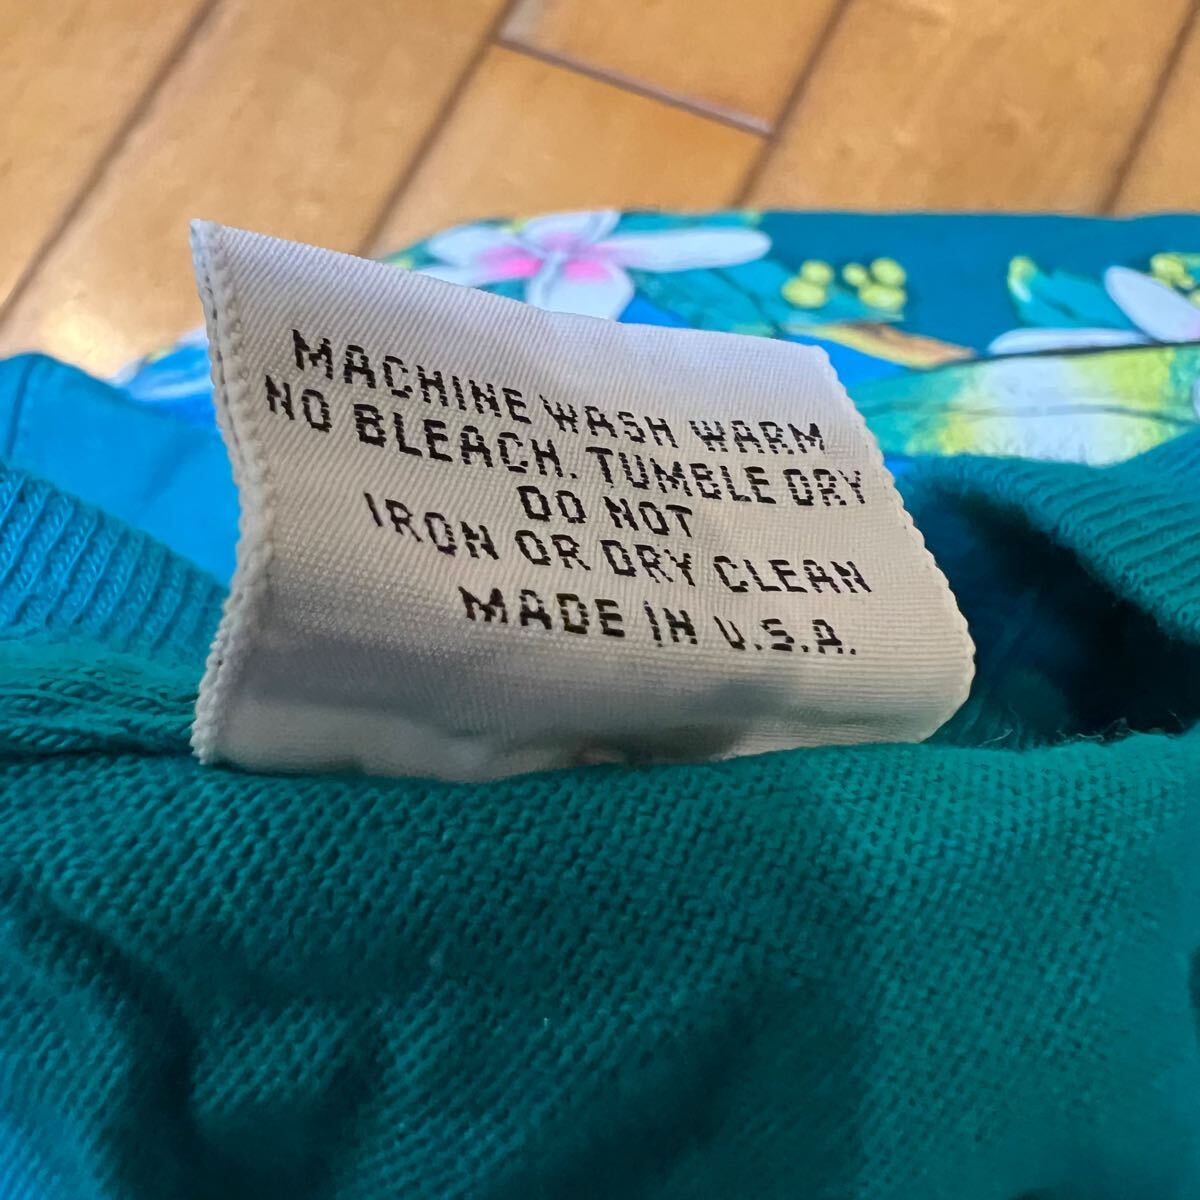 MACHINE WASH WARM
NO BLEACH. TUMBLE DRY
DO NOT
IRON OR DRY CLEAN
MADE IN U.S.A.